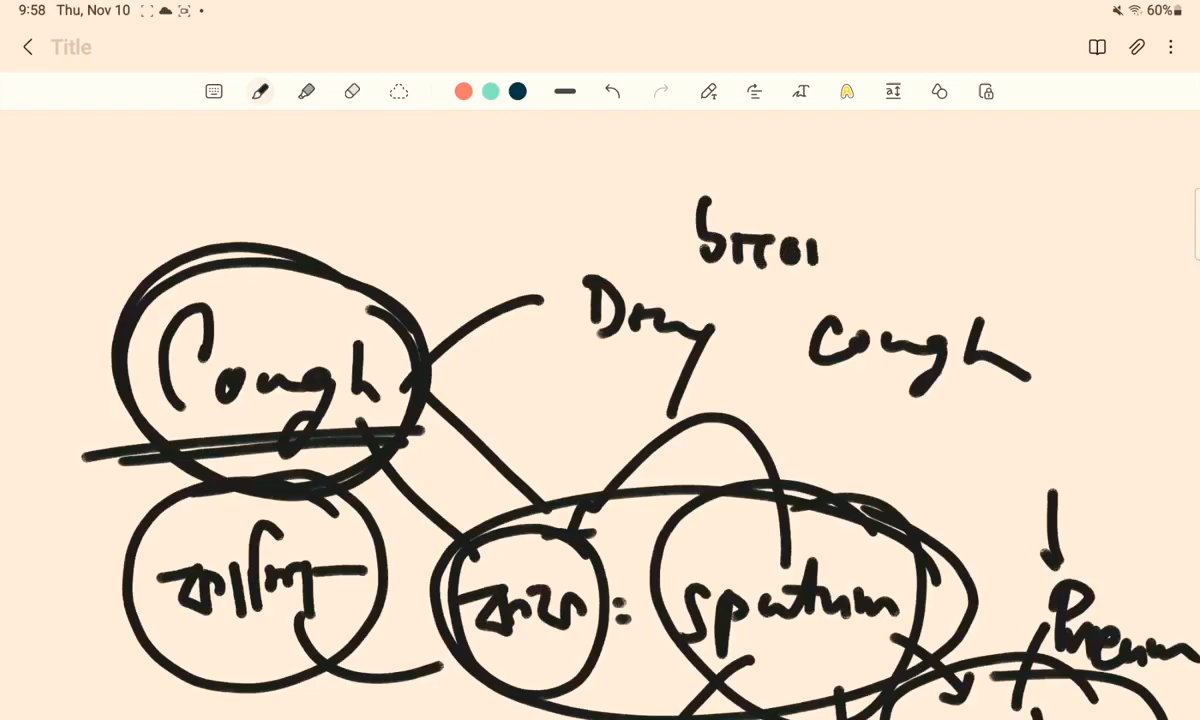 9:58 Thu, Nov 10
60%
Title
Dry Cough
Cough
কাশি
কফ : Sputum